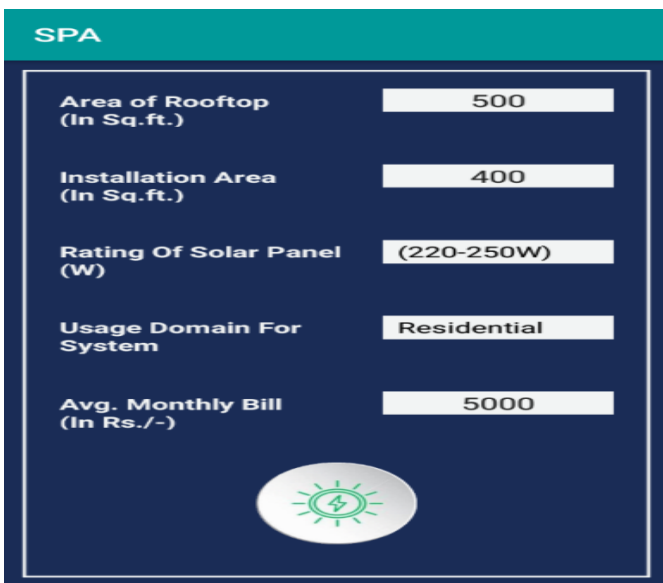 SPA
Area of Rooftop 500
(In Sq.ft.)
Installation Area 400
(In Sq.ft.)
Rating Of Solar Panel (220-250W)
(W)
Usage Domain For Residential
System
Avg. Monthly Bill 5000
(In Rs./-)